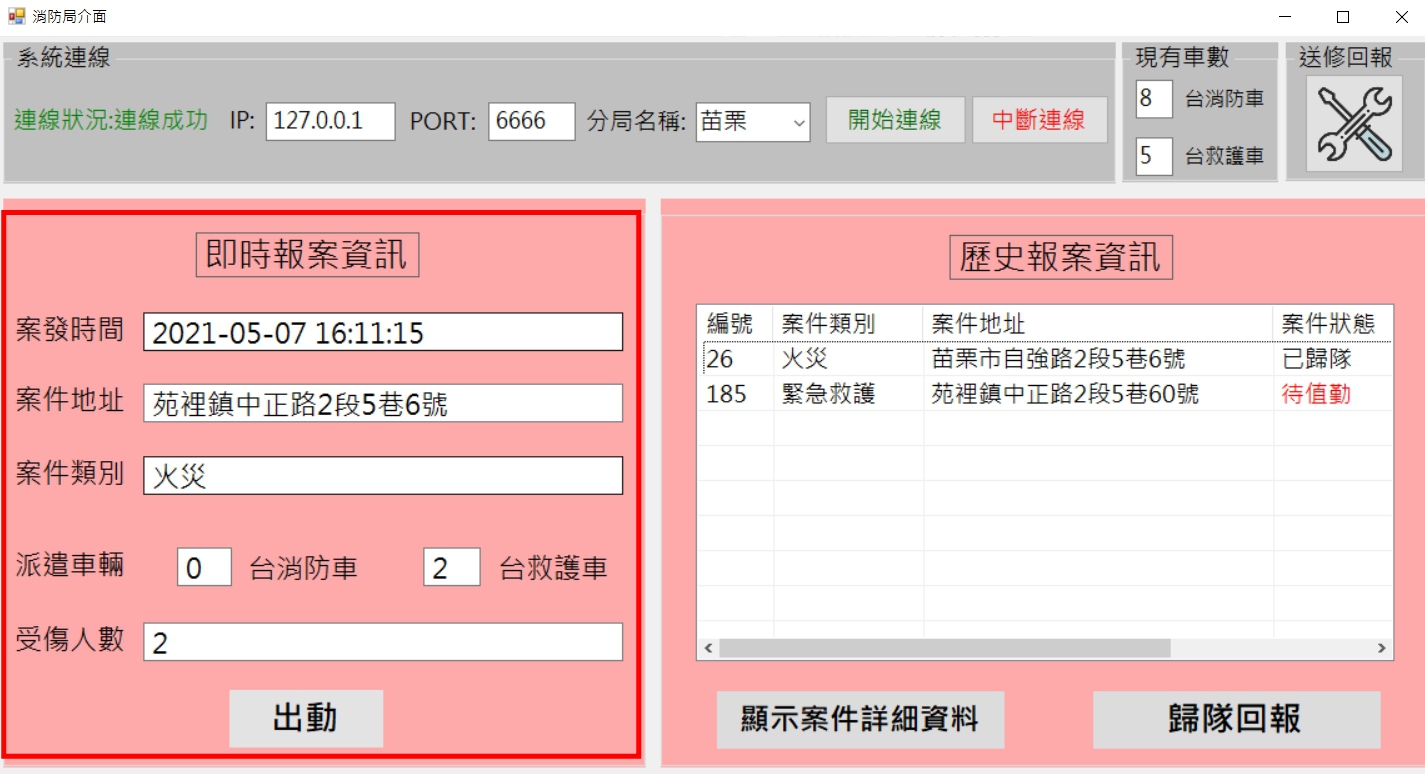 消防局介面
系統連線
連線狀況:連線成功 IP: 127.0.0.1 PORT: 6666 分局名稱: 苗栗 開始連線 中斷連線
現有車數
8 台消防車
5 台救護車
送修回報
即時報案資訊
案發時間 2021-05-07 16:11:15
案件地址 苑裡鎮中正路2段5巷6號
案件類別 火災
派遣車輛 0 台消防車 2 台救護車
受傷人數 2
出動
歷史報案資訊
編號 案件類別 案件地址 案件狀態
26 火災 苗栗市自強路2段5巷6號 已歸隊
185 緊急救護 苑裡鎮中正路2段5巷60號 待值勤
顯示案件詳細資料 歸隊回報